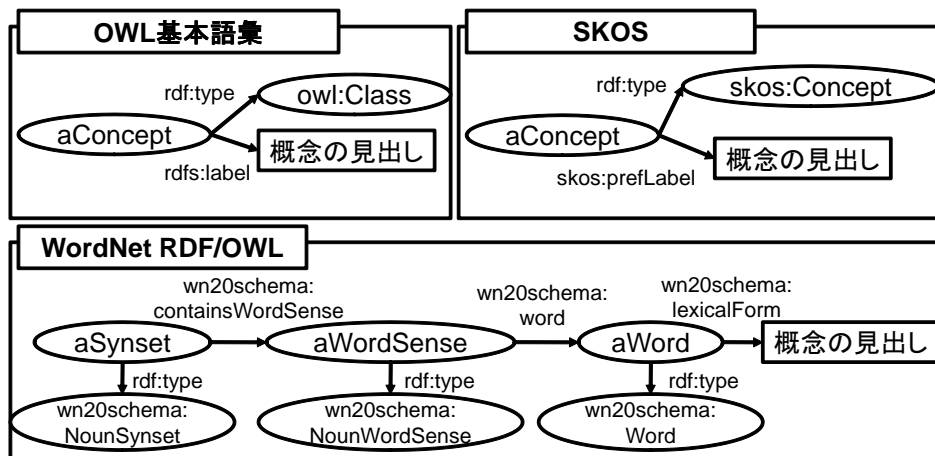 OWL基本語彙
rdf:type
owl:Class
aConcept
概念の見出し
rdfs:label
SKOS
rdf:type
skos:Concept
aConcept
概念の見出し
skos:prefLabel
WordNet RDF/OWL
wn20schema:
containsWordSense
wn20schema:
word
wn20schema:
lexicalForm
aSynset
aWordSense
aWord
概念の見出し
rdf:type
rdf:type
rdf:type
wn20schema:
NounSynset
wn20schema:
NounWordSense
wn20schema:
Word